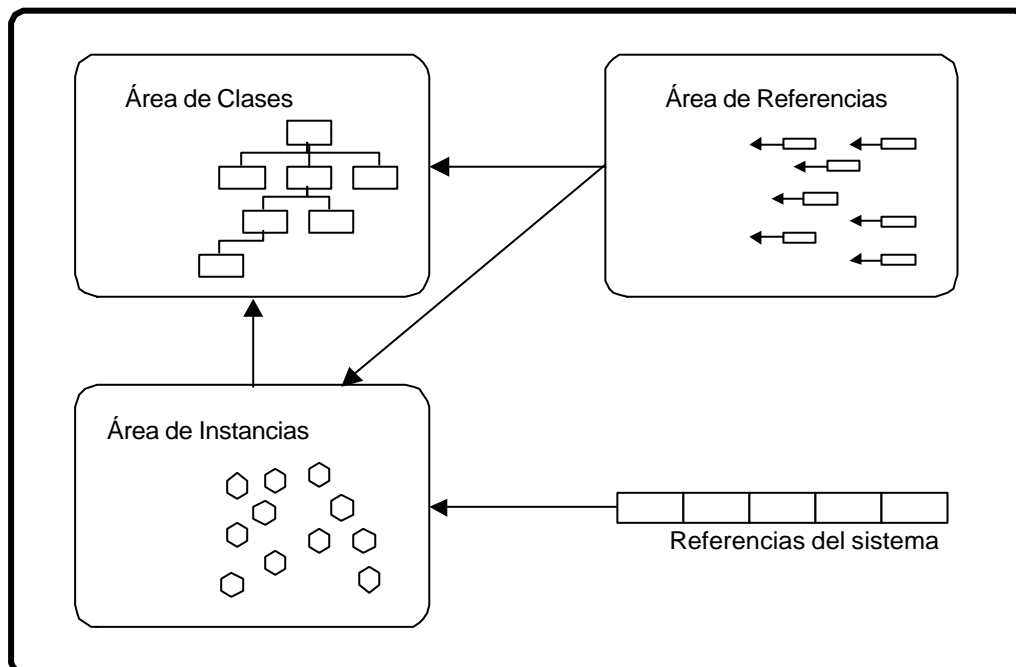 Área de Clases
Área de Referencias
Área de Instancias
Referencias del sistema